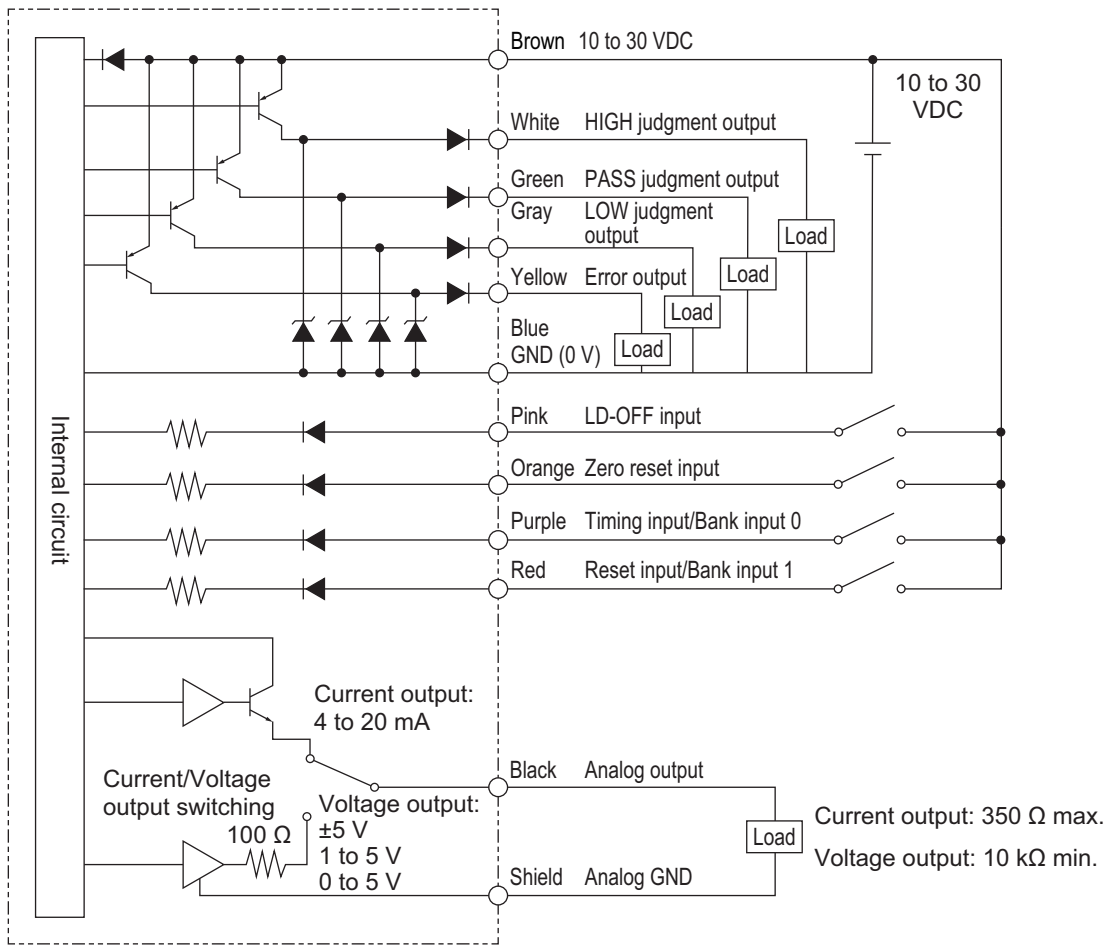 Brown 10 to 30 VDC
10 to 30
VDC
White HIGH judgment output
Green PASS judgment output
Gray LOW judgment
output
Load
Load
Yellow Error output
Load
Blue
GND (0 V)
Load
Internal circuit
Pink LD-OFF input
Orange Zero reset input
Purple Timing input/Bank input 0
Red Reset input/Bank input 1
Current output:
4 to 20 mA
Black Analog output
Current/Voltage
output switching
100 Ω
Voltage output:
±5 V
1 to 5 V
0 to 5 V
Load
Current output: 350 Ω max.
Voltage output: 10 kΩ min.
Shield Analog GND